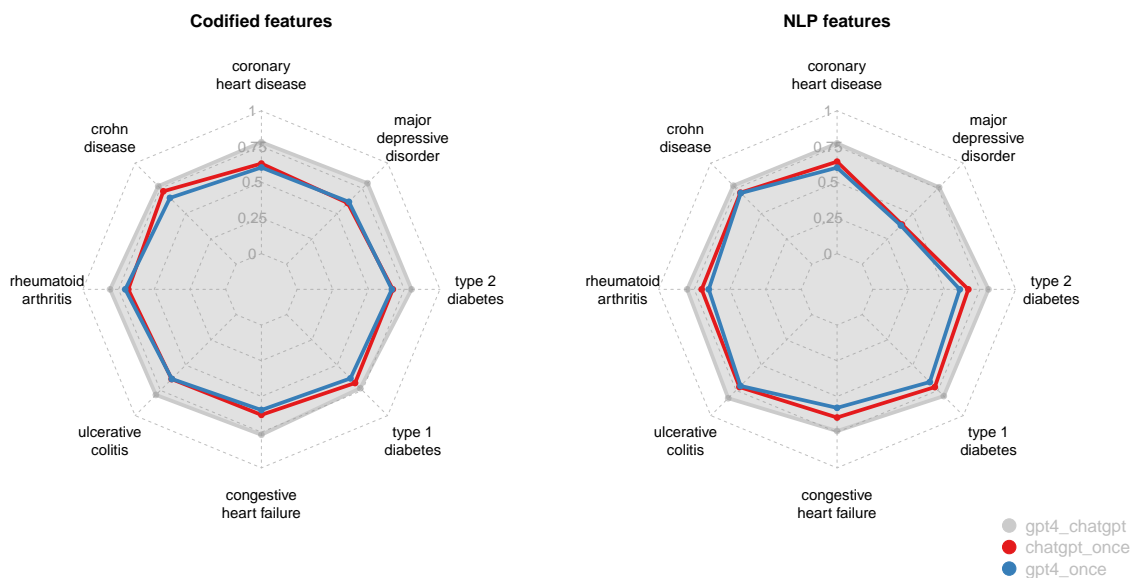 Codified features
coronary
heart disease
1
0.75
0.5
0.25
0
major
depressive
disorder
crohn
disease
type 2
diabetes
rheumatoid
arthritis
type 1
diabetes
ulcerative
colitis
congestive
heart failure
NLP features
coronary
heart disease
1
0.75
0.5
0.25
0
major
depressive
disorder
crohn
disease
type 2
diabetes
rheumatoid
arthritis
type 1
diabetes
ulcerative
colitis
congestive
heart failure
gpt4_chatgpt
chatgpt_once
gpt4_once